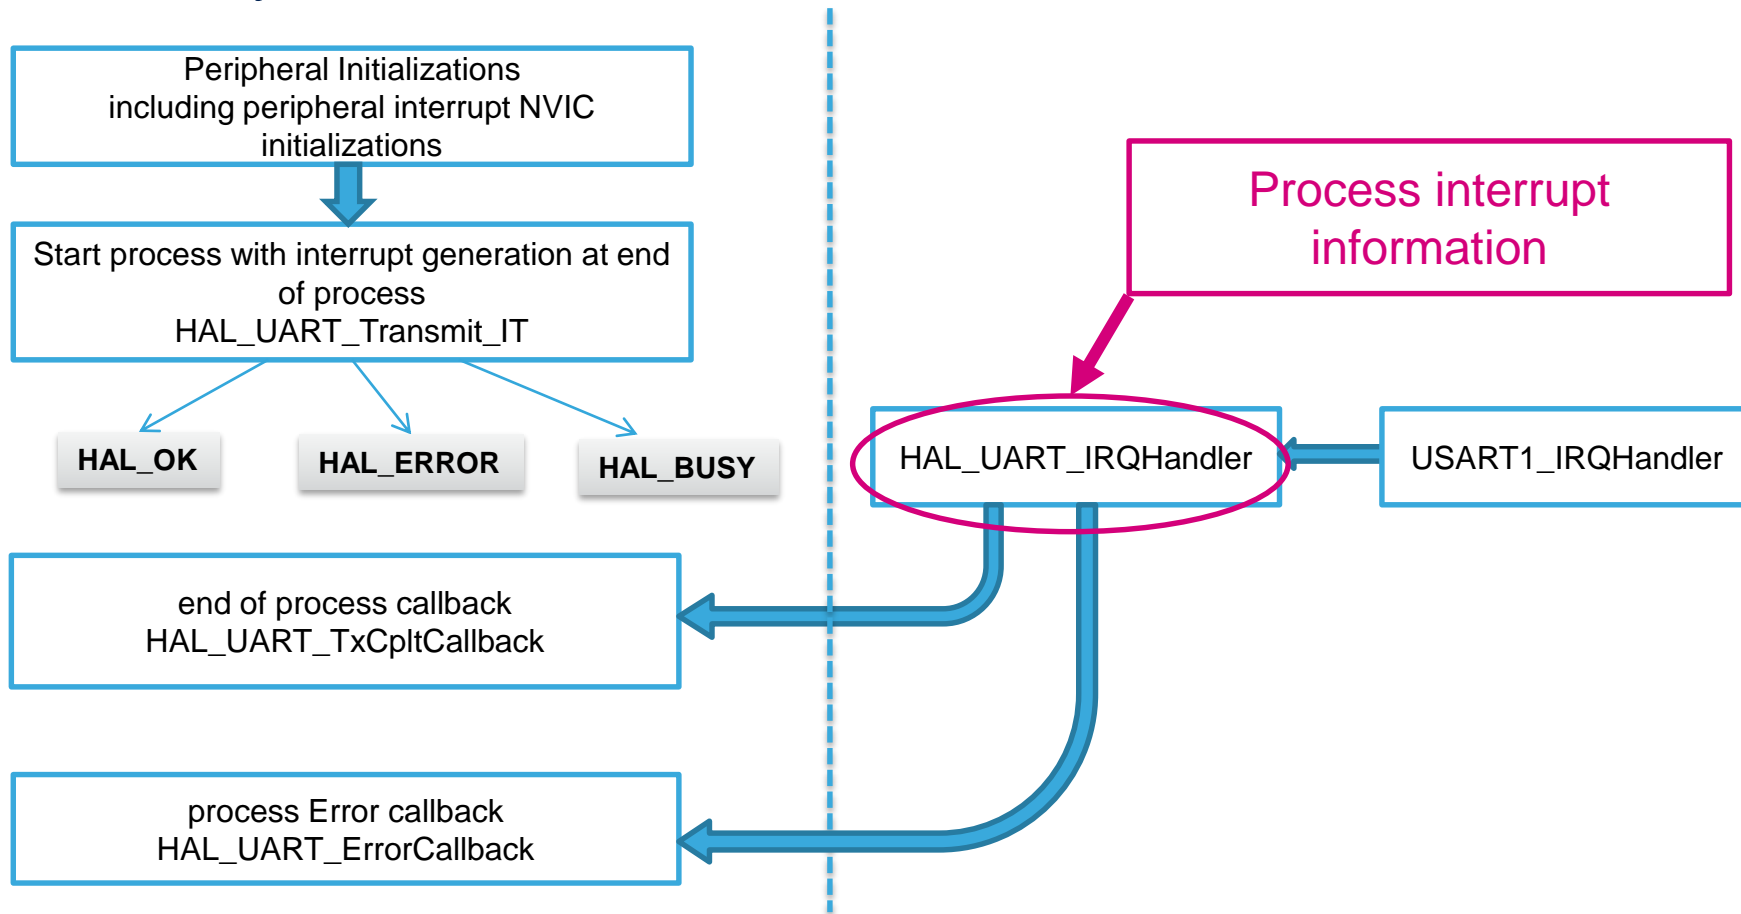 Peripheral Initializations
including peripheral interrupt NVIC
initializations
Start process with interrupt generation at end
of process
HAL_UART_Transmit_IT
HAL_OK
HAL_ERROR
HAL_BUSY
end of process callback
HAL_UART_TxCpltCallback
process Error callback
HAL_UART_ErrorCallback
Process interrupt
information
HAL_UART_IRQHandler
USART1_IRQHandler